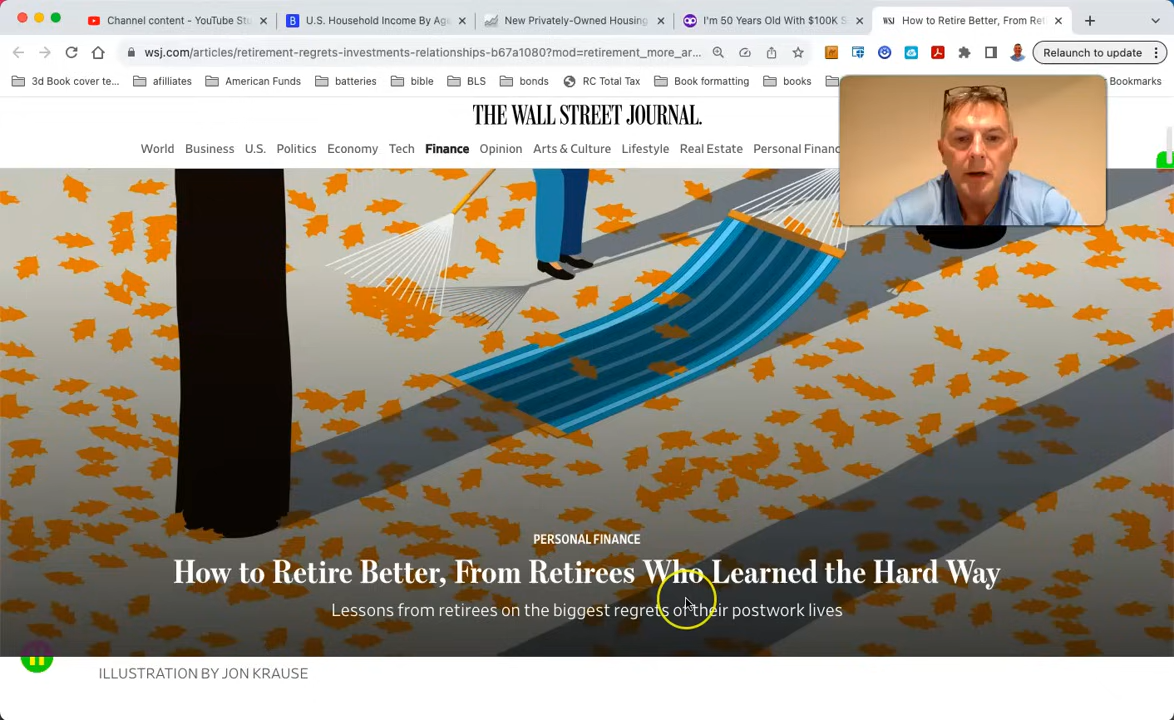 Channel content - YouTube Stu
U.S. Household Income By Age
New Privately-Owned Housing
I'm 50 Years Old With $100K S
WSJ
How to Retire Better, From Ret
wsj.com/articles/retirement-regrets-investments-relationships-b67a1080?mod=retirement_more_ar...
Relaunch to update
3d Book cover te...
afilliates
American Funds
batteries
bible
BLS
bonds
RC Total Tax
Book formatting
books
Bookmarks
THE WALL STREET JOURNAL.
World Business U.S. Politics Economy Tech Finance Opinion Arts & Culture Lifestyle Real Estate Personal Financ
PERSONAL FINANCE
How to Retire Better, From Retirees Who Learned the Hard Way
Lessons from retirees on the biggest regrets of their postwork lives
ILLUSTRATION BY JON KRAUSE